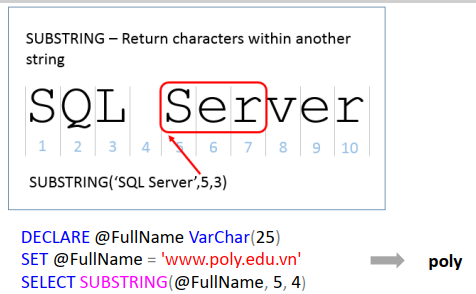 SUBSTRING – Return characters within another
string
SQL Server
1 2 3 4 5 6 7 8 9 10
SUBSTRING(‘SQL Server’,5,3)
DECLARE @FullName VarChar(25)
SET @FullName = 'www.poly.edu.vn'
SELECT SUBSTRING(@FullName, 5, 4)
poly